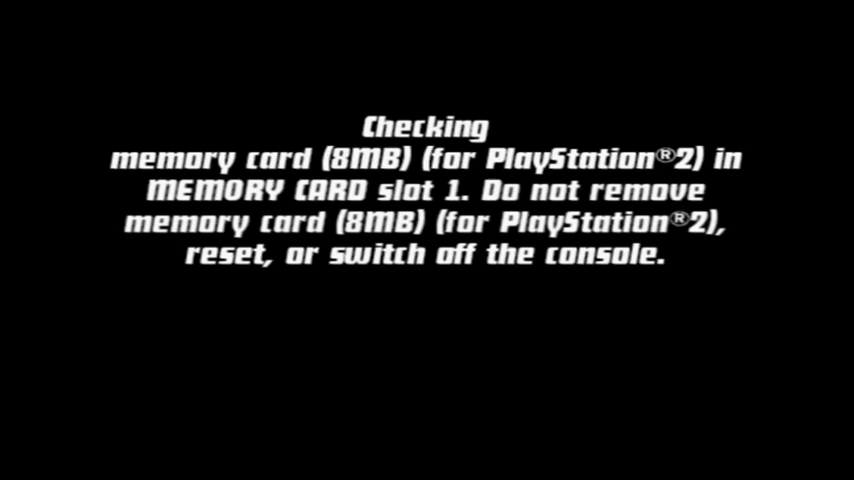 Checking
memory card (8MB) (for PlayStation®2) in
MEMORY CARD slot 1. Do not remove
memory card (8MB) (for PlayStation®2),
reset, or switch off the console.